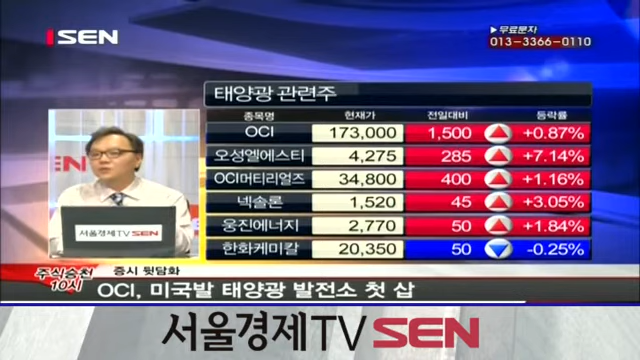 SEN
▶무료문자
013-3366-0110
태양광 관련주
종목명 현재가 전일대비 등락률
OCI 173,000 1,500 ▲ +0.87%
오성엘에스티 4,275 285 ▲ +7.14%
OCI머티리얼즈 34,800 400 ▲ +1.16%
넥솔론 1,520 45 ▲ +3.05%
웅진에너지 2,770 50 ▲ +1.84%
한화케미칼 20,350 50 ▼ -0.25%
서울경제TV SEN
주식승천
10시
증시 뒷담화
OCI, 미국발 태양광 발전소 첫 삽
서울경제TV SEN